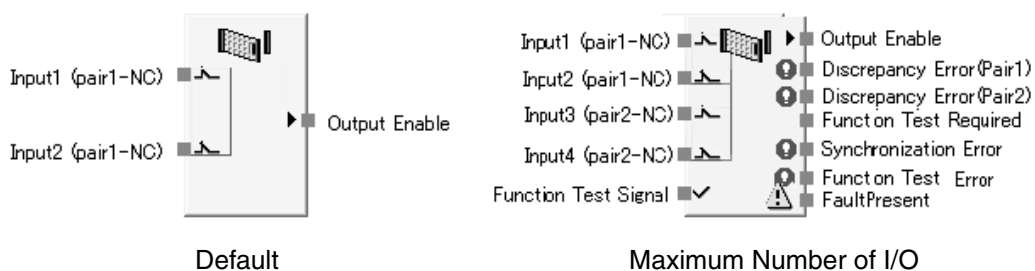 Input1 (pair1-NC)
Input2 (pair1-NC)
Output Enable
Default
Input1 (pair1-NC)
Input2 (pair1-NC)
Input3 (pair2-NC)
Input4 (pair2-NC)
Function Test Signal
Output Enable
Discrepancy Error(Pair1)
Discrepancy Error(Pair2)
Function Test Required
Synchronization Error
Function Test Error
FaultPresent
Maximum Number of I/O